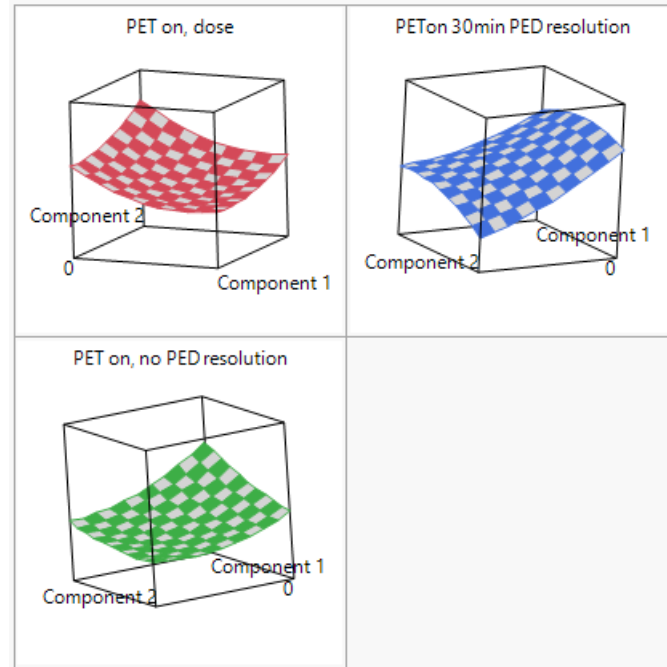 PET on, dose
Component 2
0
Component 1
PETon 30min PED resolution
Component 1
Component 2
0
PET on, no PED resolution
Component 1
Component 2
0